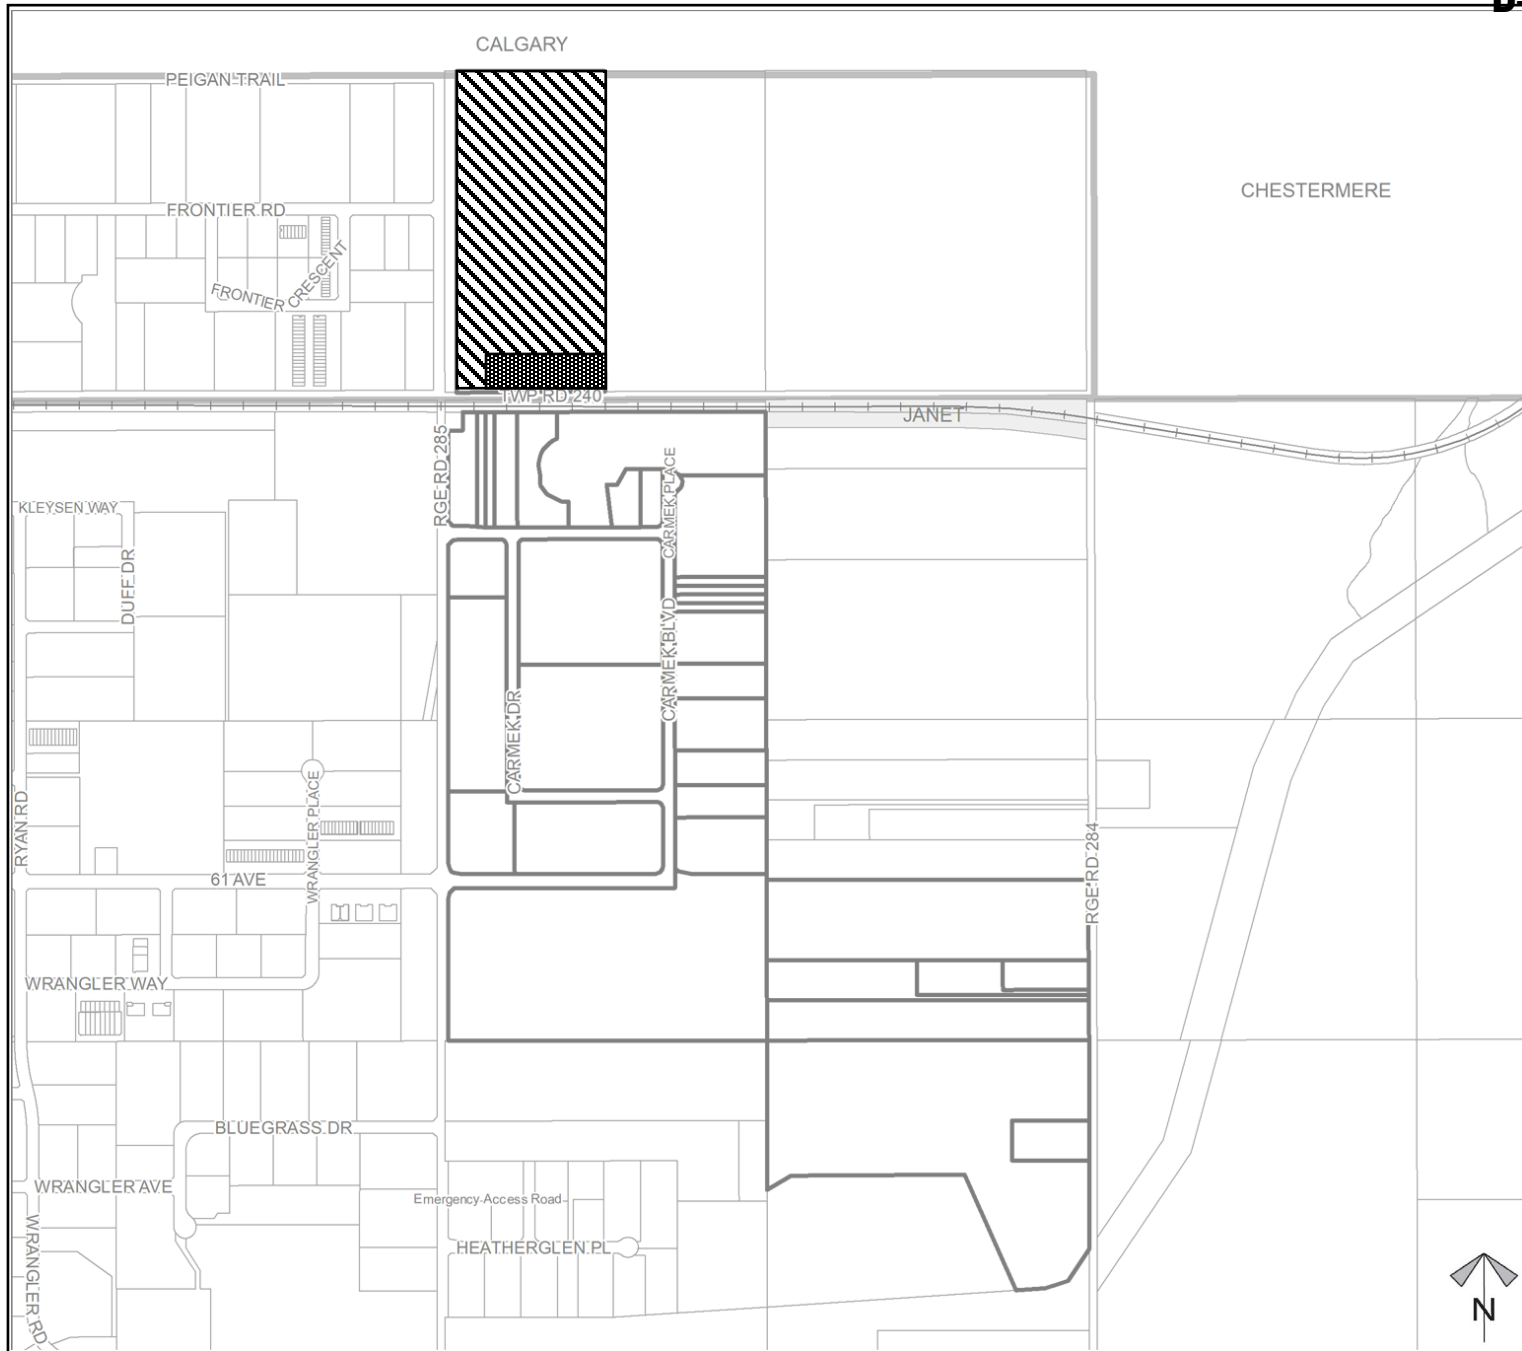 CALGARY
PEIGAN TRAIL
CHESTERMERE
FRONTIER RD
FRONTIER CRESCENT
TWP RD 240
JANET
RGE RD 285
CARMEK PLACE
KLEYSEN WAY
DUFF DR
CARMEK BLVD
CARMEK DR
RYAN RD
WRANGLER PLACE
RGE RD 284
61 AVE
WRANGLER WAY
BLUEGRASS DR
WRANGLER AVE
Emergency Access Road
WRANGLER RD
HEATHERGLEN PL
N